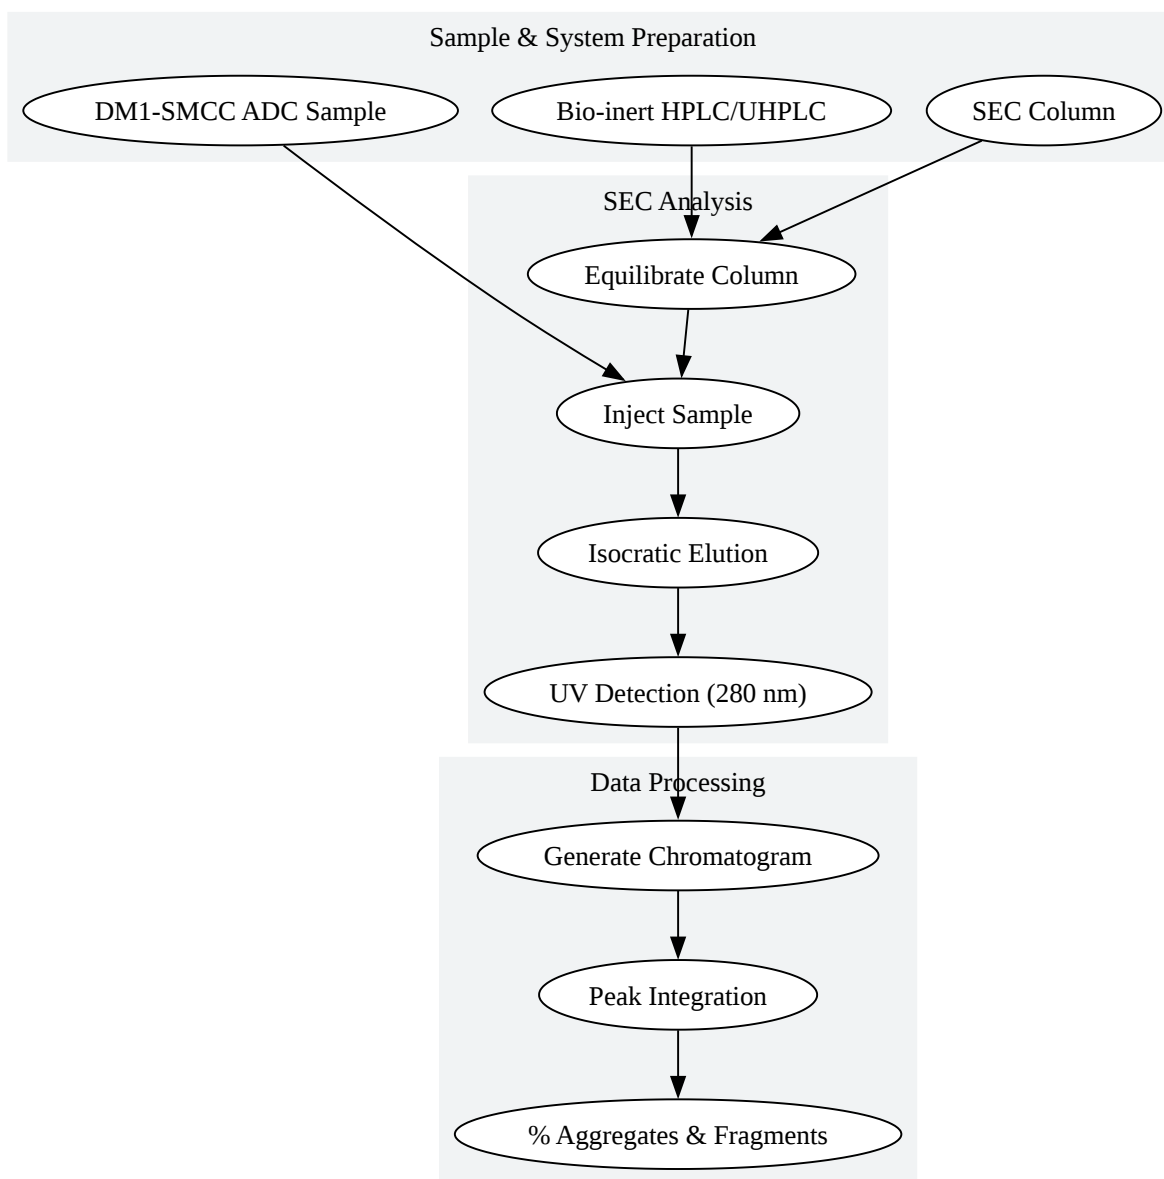 Sample & System Preparation
DM1-SMCC ADC Sample
Bio-inert HPLC/UHPLC
SEC Column
SEC Analysis
Equilibrate Column
Inject Sample
Isocratic Elution
UV Detection (280 nm)
Data Processing
Generate Chromatogram
Peak Integration
% Aggregates & Fragments